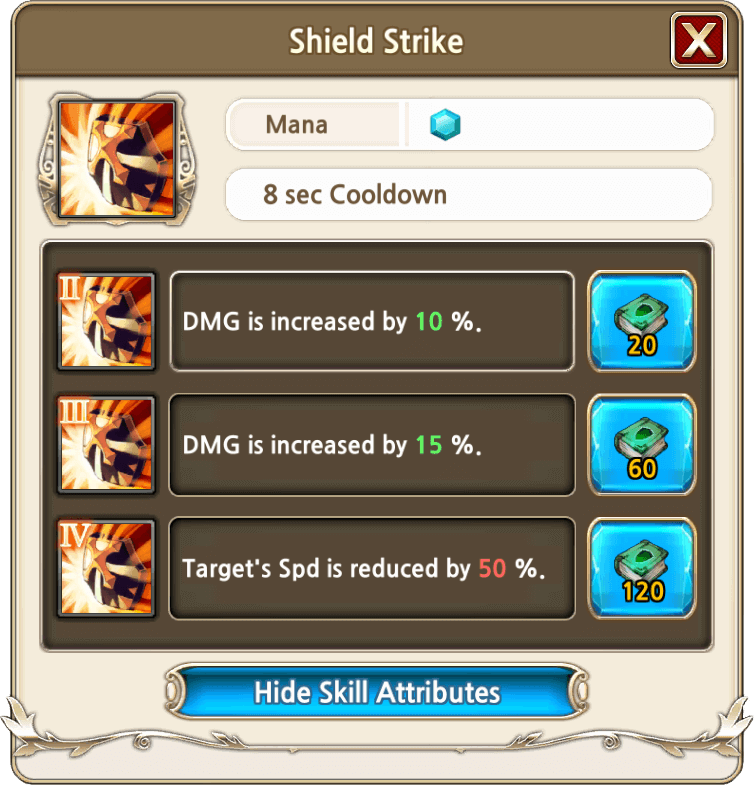 Shield Strike
X
Mana
8 sec Cooldown
II
DMG is increased by 10 %.
20
III
DMG is increased by 15 %.
60
IV
Target's Spd is reduced by 50 %.
120
Hide Skill Attributes